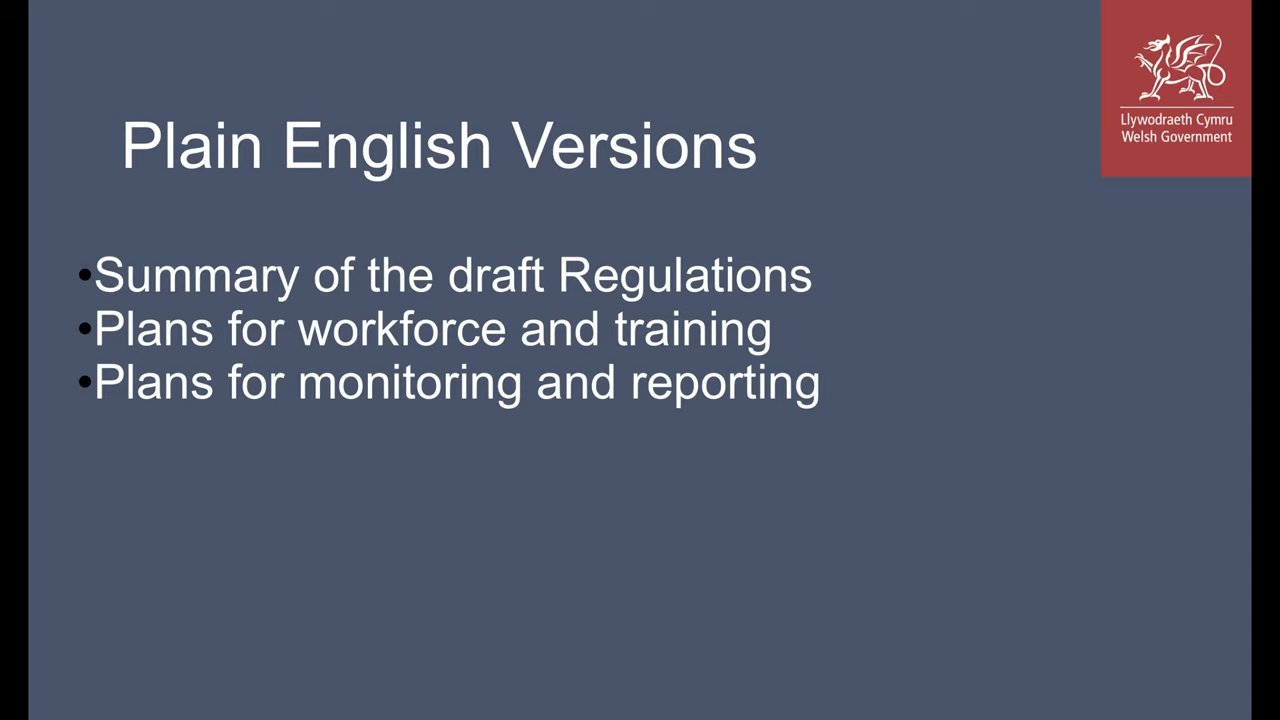 Llywodraeth Cymru
Welsh Government
Plain English Versions
•Summary of the draft Regulations
•Plans for workforce and training
•Plans for monitoring and reporting